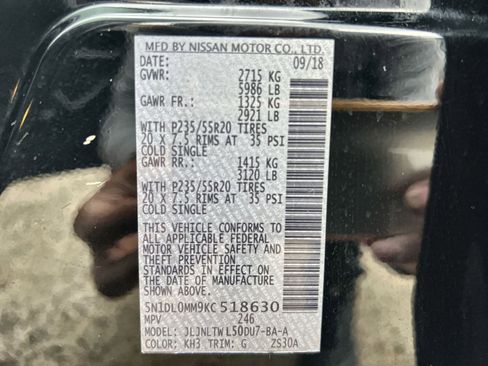 MFD BY NISSAN MOTOR CO., LTD.
DATE: 09/18
GVWR: 2715 KG
5986 LB
GAWR FR.: 1325 KG
2921 LB
WITH P235/55R20 TIRES
20 X 7.5 RIMS AT 35 PSI
COLD SINGLE
GAWR RR.: 1415 KG
3120 LB
WITH P235/55R20 TIRES
20 X 7.5 RIMS AT 35 PSI
COLD SINGLE
THIS VEHICLE CONFORMS TO
ALL APPLICABLE FEDERAL
MOTOR VEHICLE SAFETY AND
THEFT PREVENTION
STANDARDS IN EFFECT ON
THE DATE OF MANUFACTURE
SHOWN ABOVE
5N1DL0MM9KC518630
MPV 246
MODEL: JLJNLTWL50DU7-BA-A
COLOR: KH3 TRIM: G ZS30A